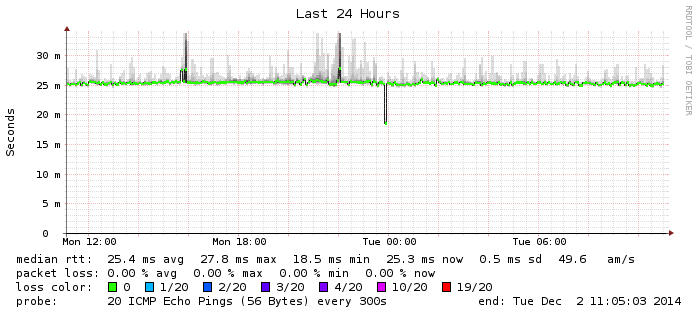 Last 24 Hours
RRDTOOL / TOBI OETIKER
Seconds
30 m
25 m
20 m
15 m
10 m
5 m
0
Mon 12:00 Mon 18:00 Tue 00:00 Tue 06:00
median rtt: 25.4 ms avg 27.8 ms max 18.5 ms min 25.3 ms now 0.5 ms sd 49.6 am/s
packet loss: 0.00 % avg 0.00 % max 0.00 % min 0.00 % now
loss color: 0 1/20 2/20 3/20 4/20 10/20 19/20
probe: 20 ICMP Echo Pings (56 Bytes) every 300s end: Tue Dec 2 11:05:03 2014